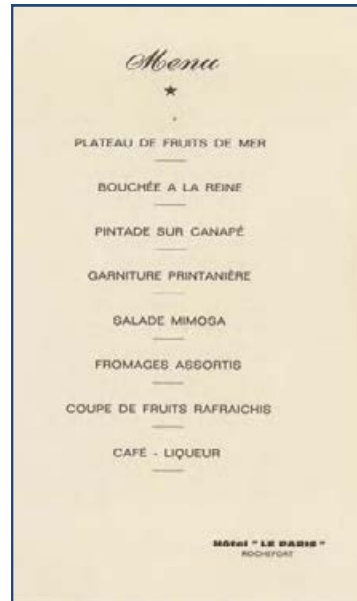 Menu
PLATEAU DE FRUITS DE MER
BOUCHÉE A LA REINE
PINTADE SUR CANAPÉ
GARNITURE PRINTANIÈRE
SALADE MIMOSA
FROMAGES ASSORTIS
COUPE DE FRUITS RAFRAICHIS
CAFÉ - LIQUEUR
Hôtel "LE PARIS"
ROCHEFORT